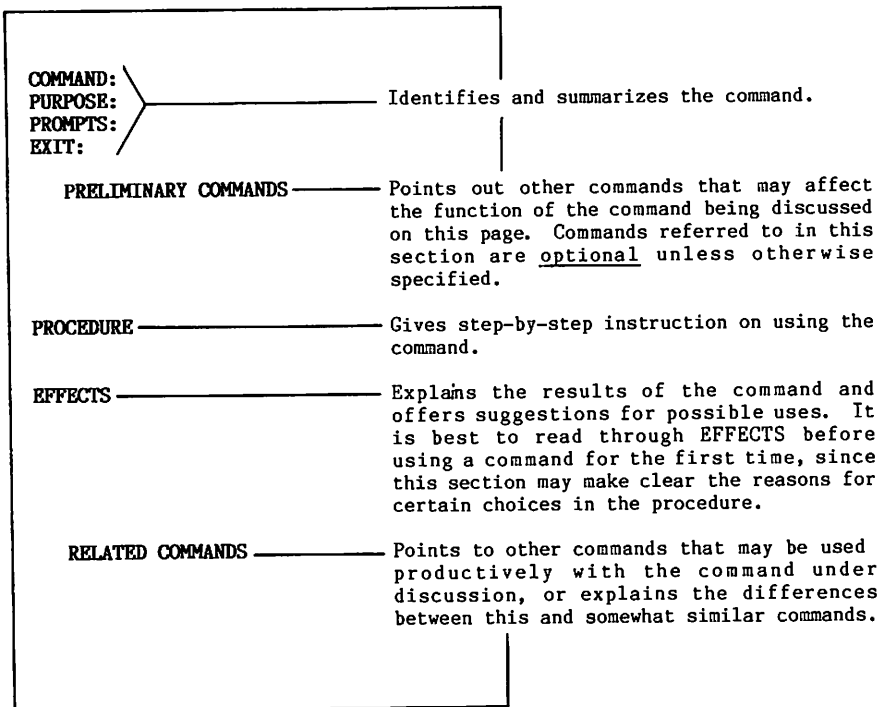 COMMAND:
PURPOSE:
PROMPTS:
EXIT:
Identifies and summarizes the command.
PRELIMINARY COMMANDS
Points out other commands that may affect
the function of the command being discussed
on this page. Commands referred to in this
section are optional unless otherwise
specified.
PROCEDURE
Gives step-by-step instruction on using the
command.
EFFECTS
Explains the results of the command and
offers suggestions for possible uses. It
is best to read through EFFECTS before
using a command for the first time, since
this section may make clear the reasons for
certain choices in the procedure.
RELATED COMMANDS
Points to other commands that may be used
productively with the command under
discussion, or explains the differences
between this and somewhat similar commands.